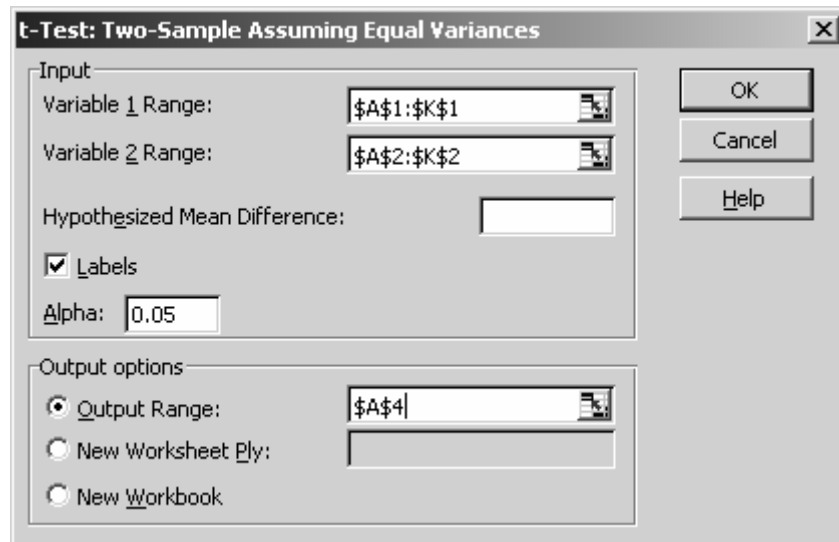 t-Test: Two-Sample Assuming Equal Variances
Input
Variable 1 Range: $A$1:$K$1
Variable 2 Range: $A$2:$K$2
Hypothesized Mean Difference:
Labels
Alpha: 0.05
OK
Cancel
Help
Output options
Output Range: $A$4
New Worksheet Ply:
New Workbook